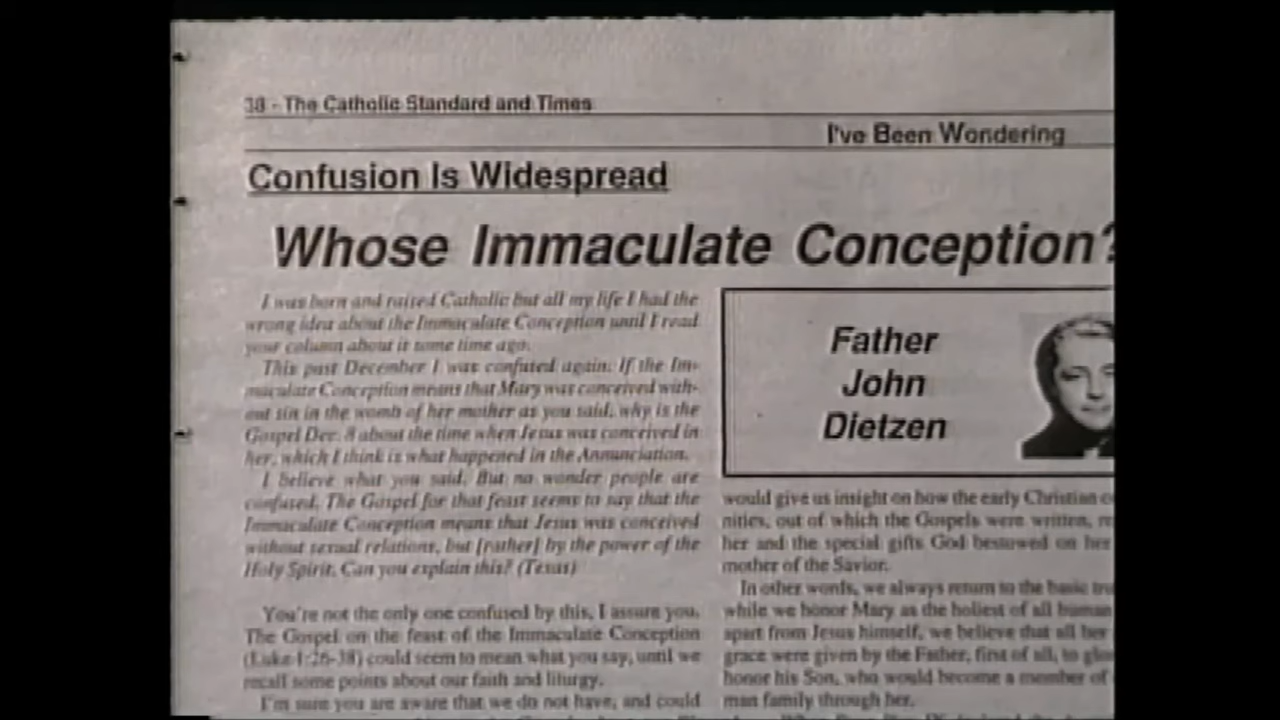 38 - The Catholic Standard and Times
I've Been Wondering
Confusion Is Widespread
Whose Immaculate Conception?
I was born and raised Catholic but all my life I had the
wrong idea about the Immaculate Conception until I read
your column about it some time ago.
This past December I was confused again: If the Im-
maculate Conception means that Mary was conceived with-
out sin in the womb of her mother as you said, why is the
Gospel Dec. 8 about the time when Jesus was conceived in
her, which I think is what happened in the Annunciation.
I believe what you said. But no wonder people are
confused. The Gospel for that feast seems to say that the
Immaculate Conception means that Jesus was conceived
without sexual relations, but [rather] by the power of the
Holy Spirit. Can you explain this? (Texas)
You're not the only one confused by this, I assure you.
The Gospel on the feast of the Immaculate Conception
(Luke 1:26-38) could seem to mean what you say, until we
recall some points about our faith and liturgy.
I'm sure you are aware that we do not have, and could
Father
John
Dietzen
would give us insight on how the early Christian
nities, out of which the Gospels were written,
her and the special gifts God bestowed on her
mother of the Savior.
In other words, we always return to the basic
while we honor Mary as the holiest of all human
apart from Jesus himself, we believe that all her
grace were given by the Father, first of all, to
honor his Son, who would become a member of
man family through her.